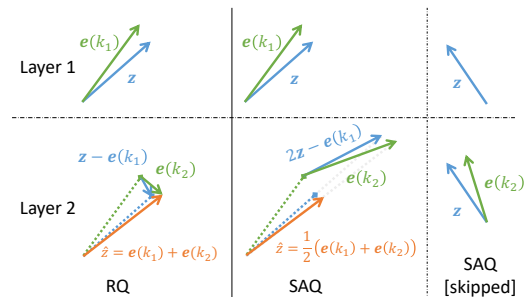 Layer 1
e(k₁)
z
e(k₁)
z
z
Layer 2
z − e(k₁)
e(k₂)
ẑ = e(k₁) + e(k₂)
2z − e(k₁)
e(k₂)
ẑ = 1/2 (e(k₁) + e(k₂))
e(k₂)
z
RQ
SAQ
SAQ
[skipped]